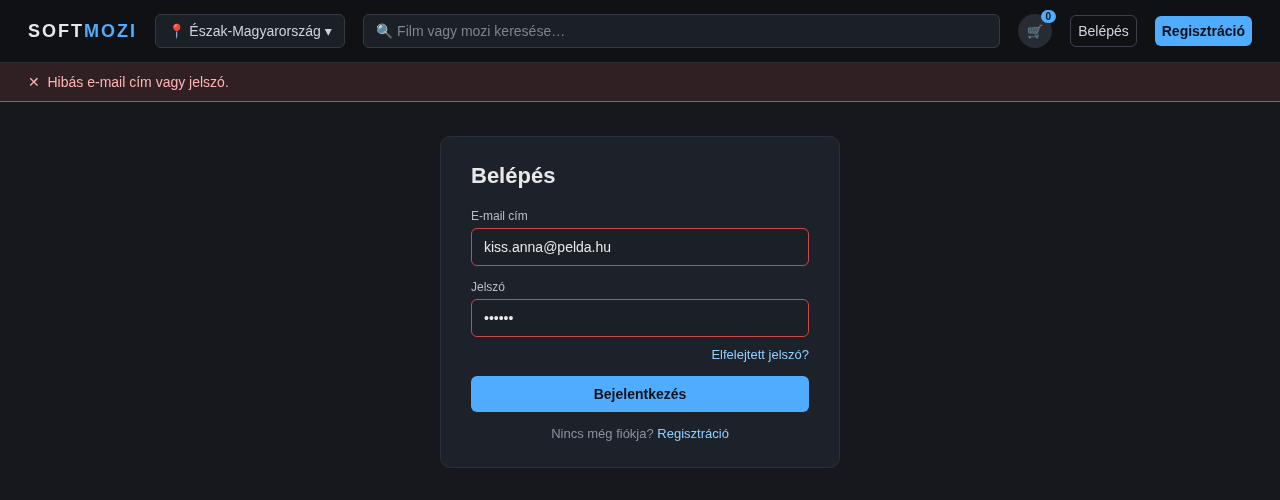 SOFTMOZI
📍 Észak-Magyarország ▾
🔍 Film vagy mozi keresése…
🛒 0
Belépés
Regisztráció
✕ Hibás e-mail cím vagy jelszó.
Belépés
E-mail cím
kiss.anna@pelda.hu
Jelszó
••••••
Elfelejtett jelszó?
Bejelentkezés
Nincs még fiókja? Regisztráció